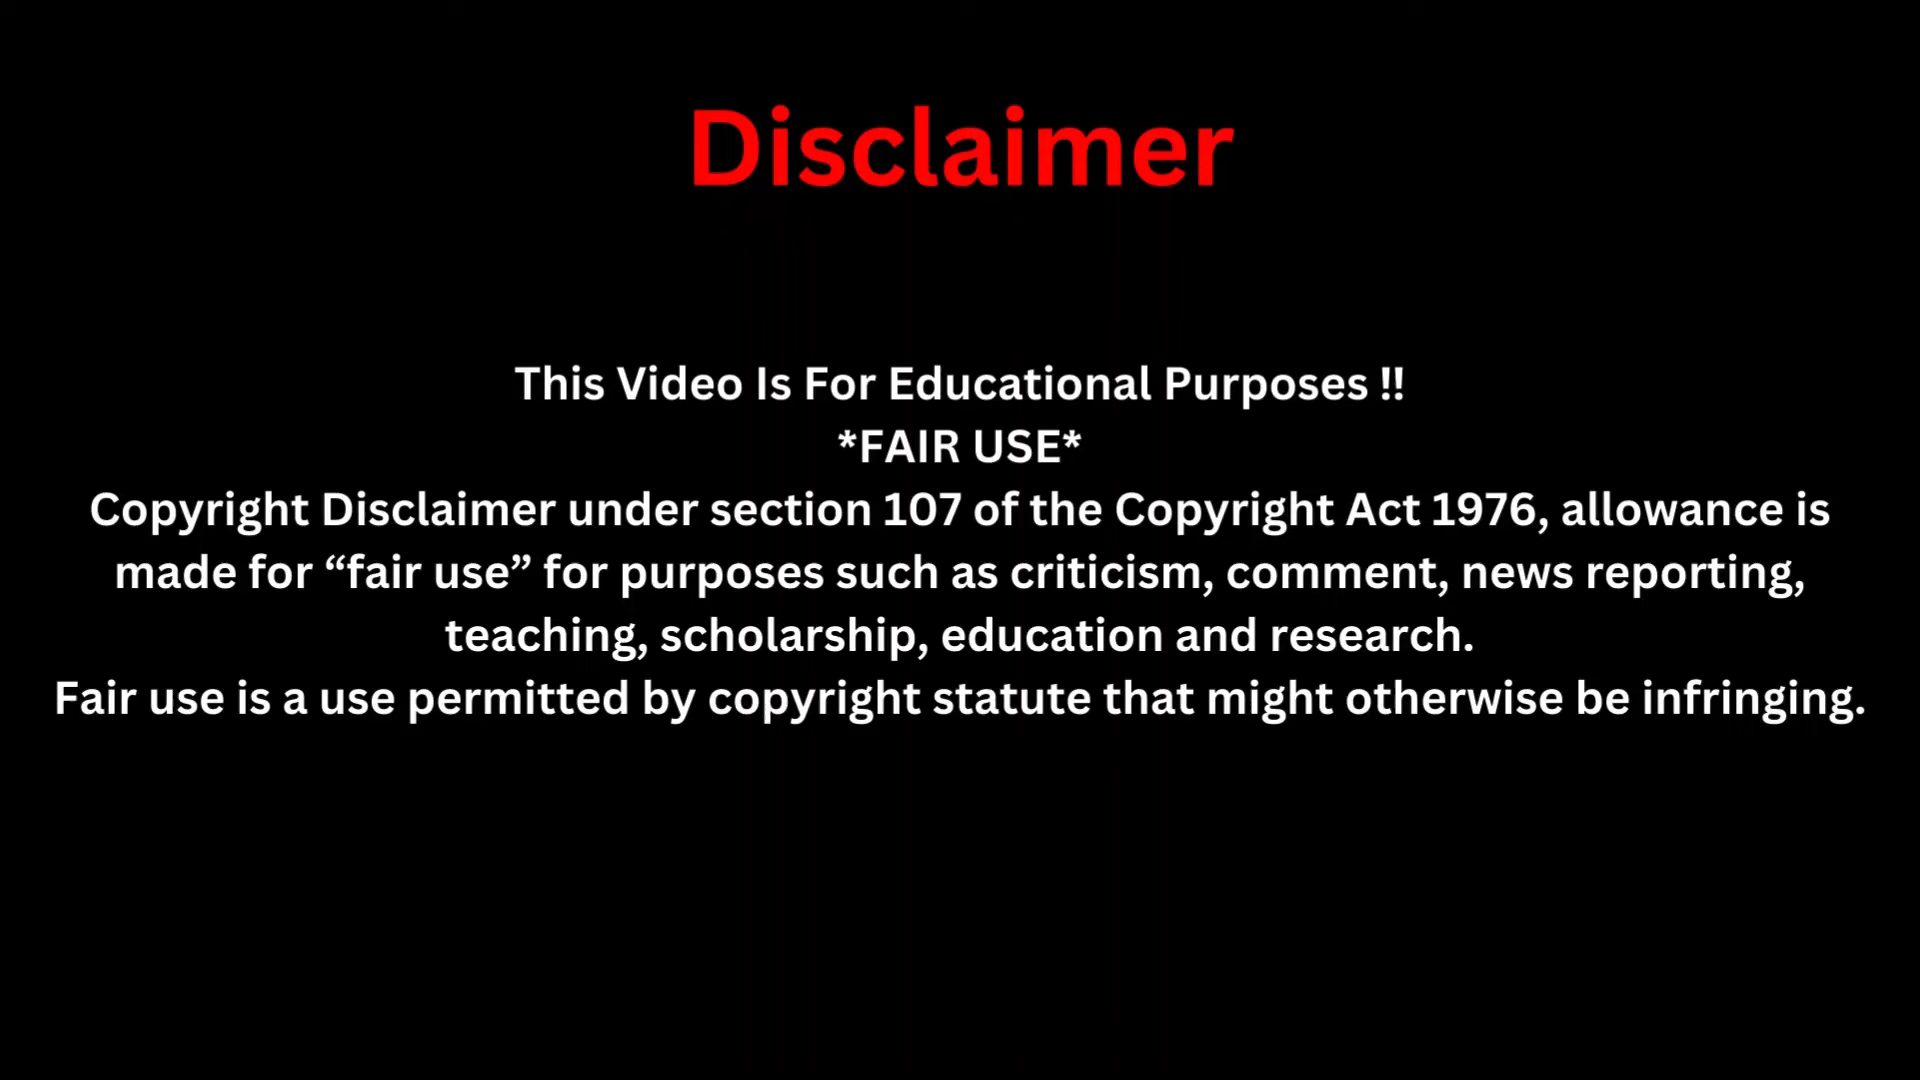 Disclaimer
This Video Is For Educational Purposes !!
*FAIR USE*
Copyright Disclaimer under section 107 of the Copyright Act 1976, allowance is
made for “fair use” for purposes such as criticism, comment, news reporting,
teaching, scholarship, education and research.
Fair use is a use permitted by copyright statute that might otherwise be infringing.